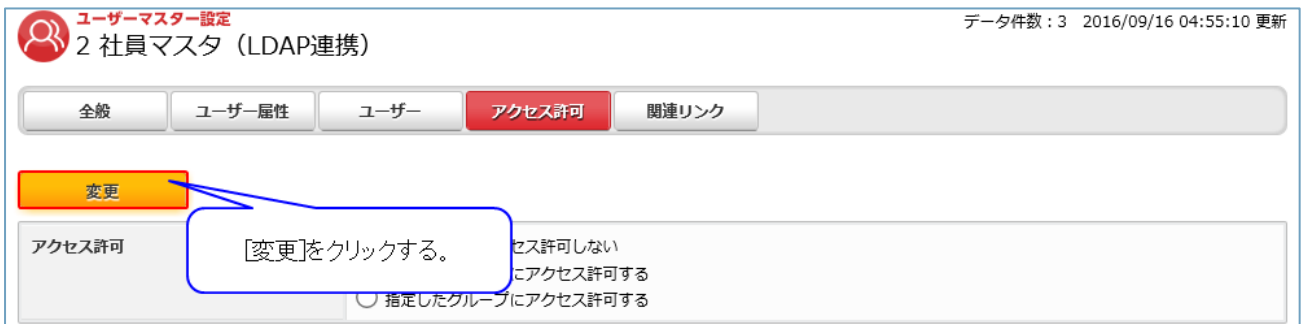 ユーザーマスター設定
2 社員マスタ（LDAP連携）
データ件数：3 2016/09/16 04:55:10 更新
全般 ユーザー属性 ユーザー アクセス許可 関連リンク
変更
[変更]をクリックする。
アクセス許可
セス許可しない
にアクセス許可する
指定したグループにアクセス許可する